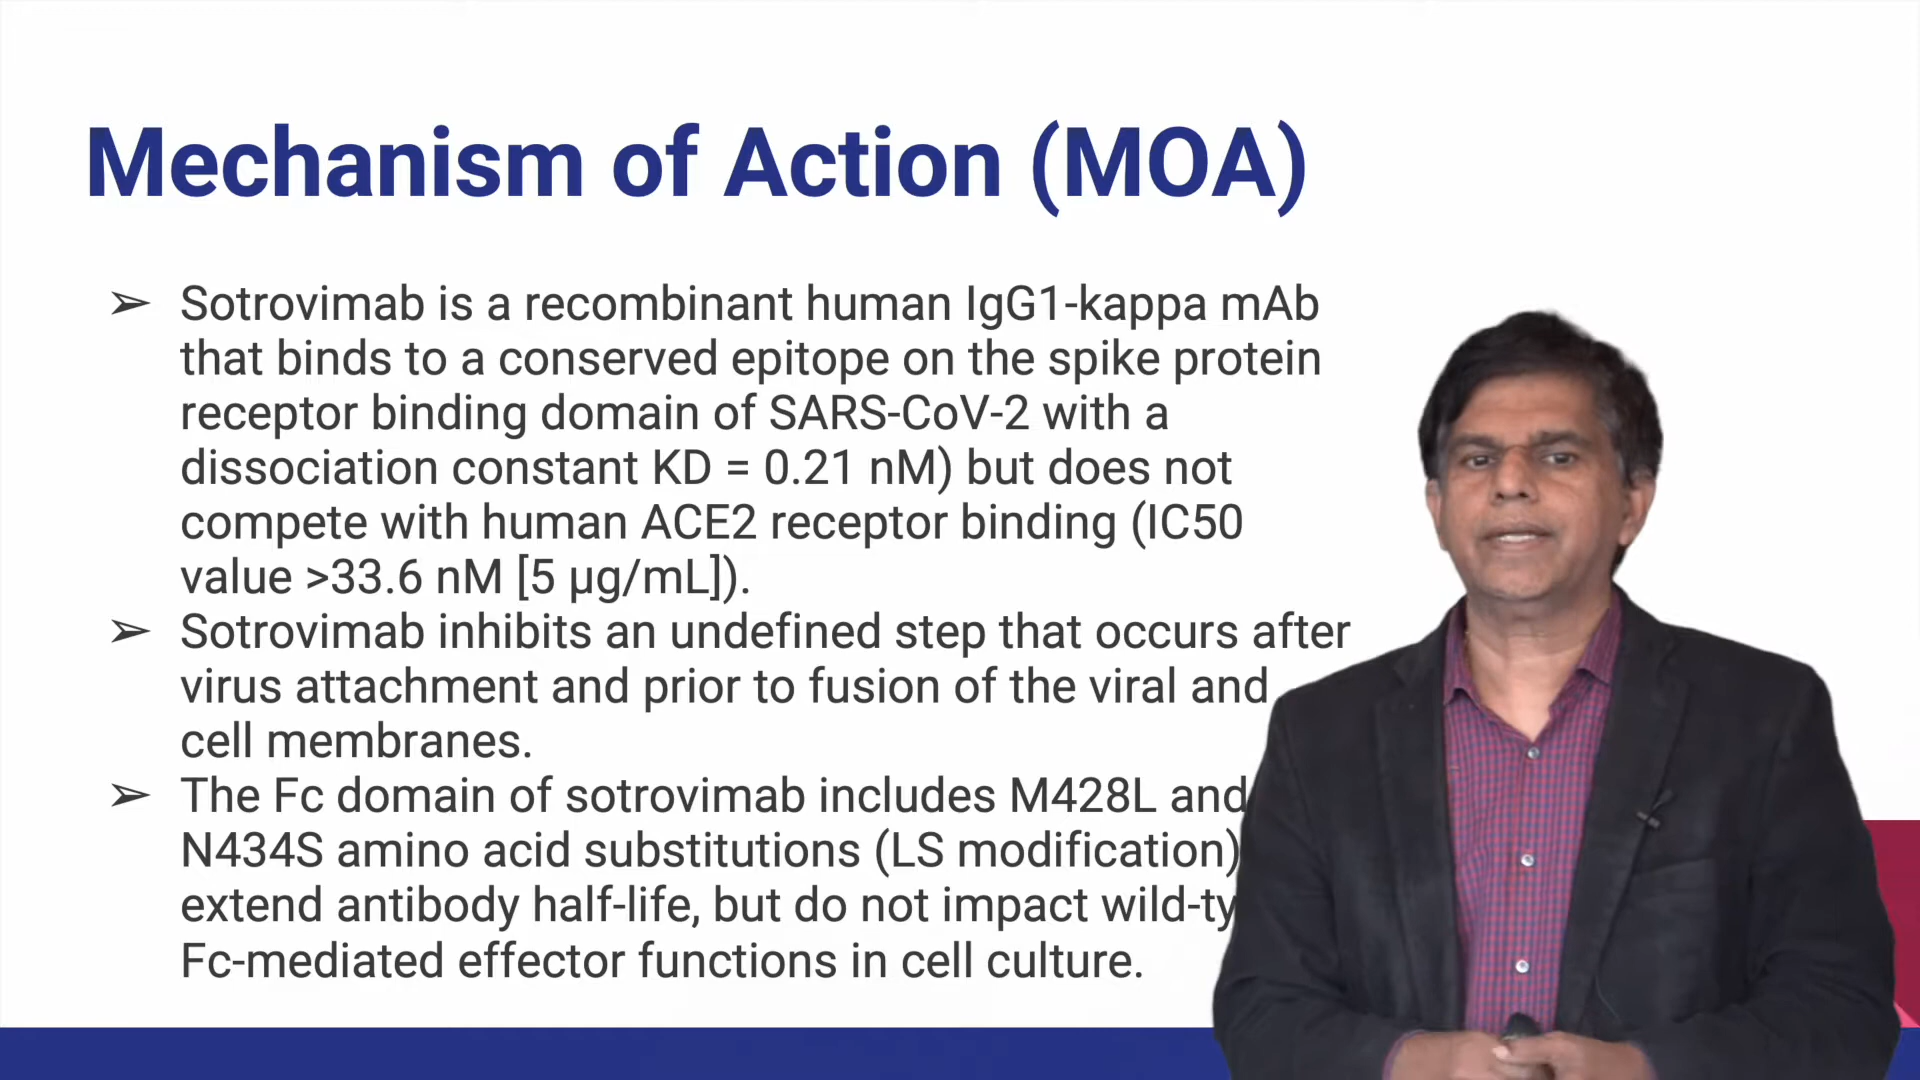 Mechanism of Action (MOA)
➢ Sotrovimab is a recombinant human IgG1-kappa mAb
that binds to a conserved epitope on the spike protein
receptor binding domain of SARS-CoV-2 with a
dissociation constant KD = 0.21 nM) but does not
compete with human ACE2 receptor binding (IC50
value >33.6 nM [5 µg/mL]).
➢ Sotrovimab inhibits an undefined step that occurs after
virus attachment and prior to fusion of the viral and
cell membranes.
➢ The Fc domain of sotrovimab includes M428L and
N434S amino acid substitutions (LS modification)
extend antibody half-life, but do not impact
Fc-mediated effector functions in cell culture.